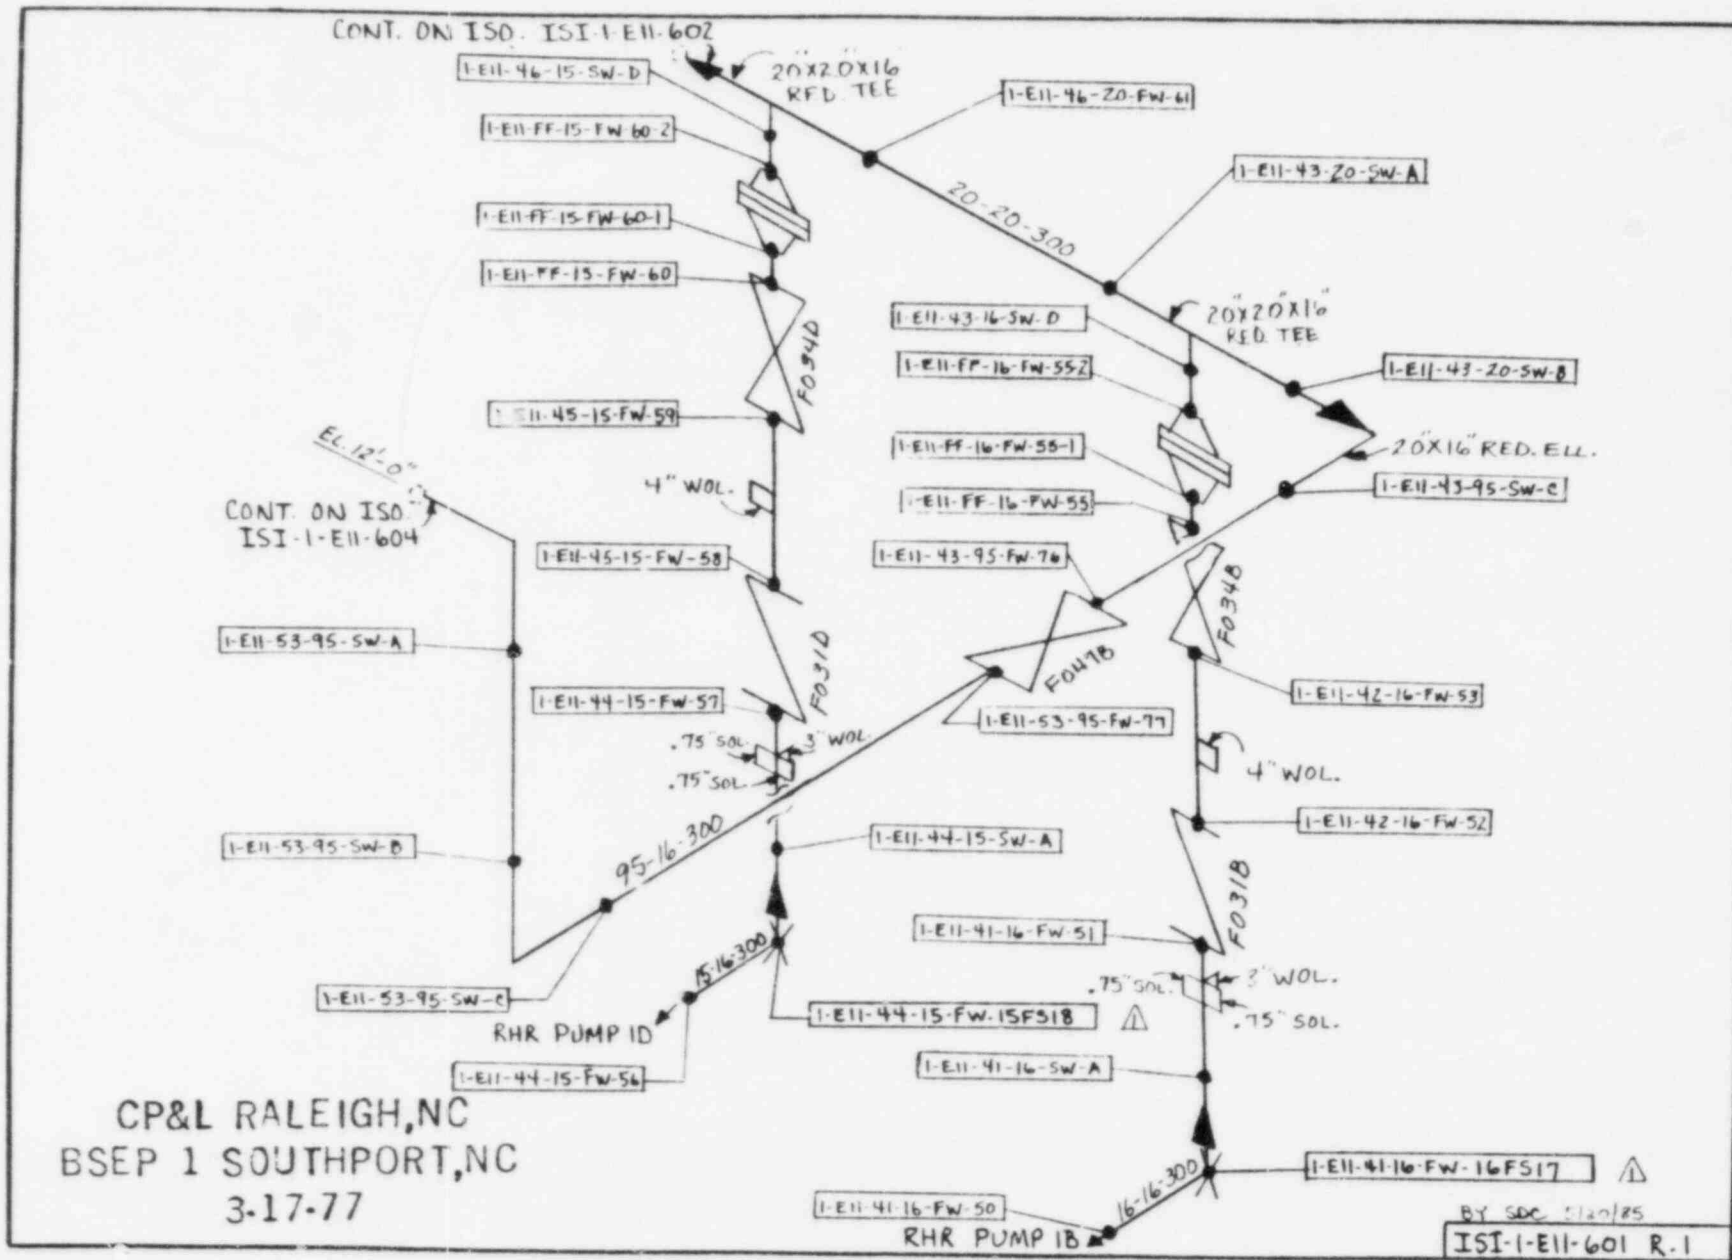 CONT. ON ISO. ISI-1-E11-602
1-E11-46-15-SW-D
20"X20"X16
RED. TEE
1-E11-46-20-FW-61
1-E11-FF-15-FW-60-2
1-E11-43-20-SW-A
20-20-300
1-E11-FF-15-FW-60-1
1-E11-FF-15-FW-60
1-E11-43-16-SW-D
20"X20"X16"
RED. TEE
F034D
1-E11-FF-16-FW-55-2
1-E11-43-20-SW-B
1-E11-45-15-FW-59
EL. 12'-0"
1-E11-FF-16-FW-55-1
20"X16" RED. ELL.
4" WOL.
1-E11-43-95-SW-C
CONT. ON ISO.
ISI-1-E11-604
1-E11-FF-16-FW-55
1-E11-45-15-FW-58
1-E11-43-95-FW-76
F034B
1-E11-53-95-SW-A
F031D
F047B
1-E11-44-15-FW-57
1-E11-42-16-FW-53
1-E11-53-95-FW-77
.75" SOL.
3" WOL.
.75" SOL.
4" WOL.
1-E11-53-95-SW-B
95-16-300
1-E11-44-15-SW-A
1-E11-42-16-FW-52
F031B
1-E11-41-16-FW-51
15-16-300
1-E11-53-95-SW-C
.75" SOL.
3" WOL.
.75" SOL.
RHR PUMP 1D
1-E11-44-15-FW-15FS18
1
1-E11-44-15-FW-56
1-E11-41-16-SW-A
CP&L RALEIGH,NC
BSEP 1 SOUTHPORT,NC
3-17-77
1-E11-41-16-FW-16FS17
1
16-16-300
1-E11-41-16-FW-50
RHR PUMP 1B
BY SDC
ISI-1-E11-601 R.1